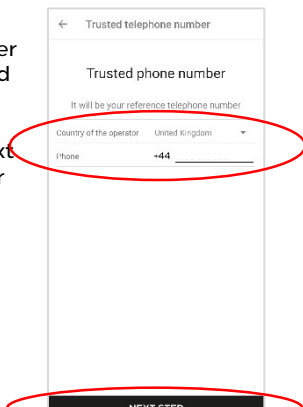 Trusted telephone number
Trusted phone number
It will be your reference telephone number
Country of the operator United Kingdom
Phone +44
NEXT STEP